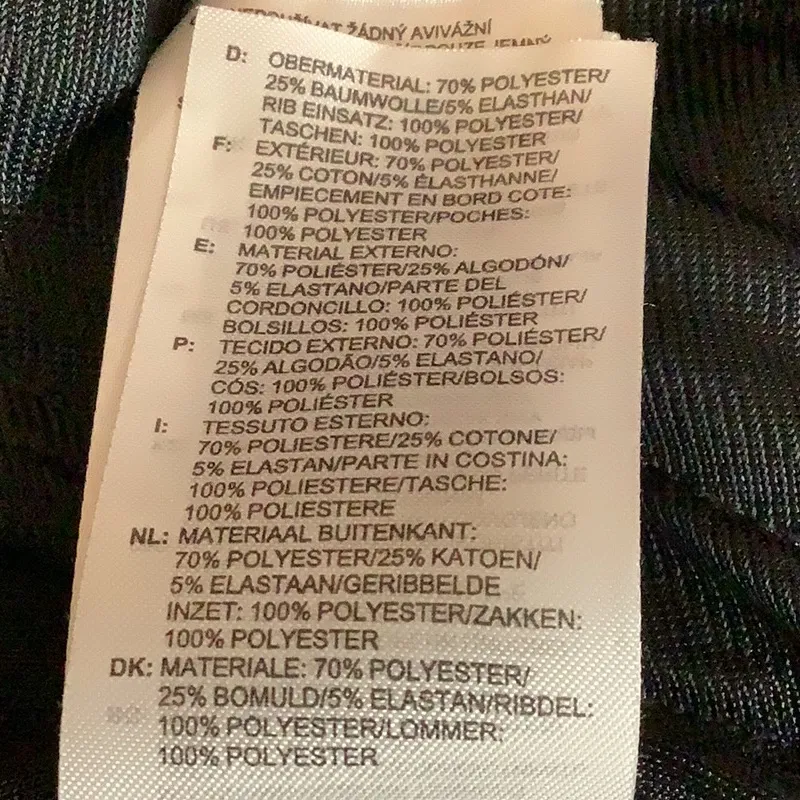 ŽÁDNÝ AVIVÁŽNÍ
D: OBERMATERIAL: 70% POLYESTER/
25% BAUMWOLLE/5% ELASTHAN/
RIB EINSATZ: 100% POLYESTER/
TASCHEN: 100% POLYESTER
F: EXTÉRIEUR: 70% POLYESTER/
25% COTON/5% ÉLASTHANNE/
EMPIECEMENT EN BORD COTE:
100% POLYESTER/POCHES:
100% POLYESTER
E: MATERIAL EXTERNO:
70% POLIÉSTER/25% ALGODÓN/
5% ELASTANO/PARTE DEL
CORDONCILLO: 100% POLIÉSTER/
BOLSILLOS: 100% POLIÉSTER
P: TECIDO EXTERNO: 70% POLIÉSTER/
25% ALGODÃO/5% ELASTANO/
CÓS: 100% POLIÉSTER/BOLSOS:
100% POLIÉSTER
I: TESSUTO ESTERNO:
70% POLIESTERE/25% COTONE/
5% ELASTAN/PARTE IN COSTINA:
100% POLIESTERE/TASCHE:
100% POLIESTERE
NL: MATERIAAL BUITENKANT:
70% POLYESTER/25% KATOEN/
5% ELASTAAN/GERIBBELDE
INZET: 100% POLYESTER/ZAKKEN:
100% POLYESTER
DK: MATERIALE: 70% POLYESTER/
25% BOMULD/5% ELASTAN/RIBDEL:
100% POLYESTER/LOMMER:
100% POLYESTER